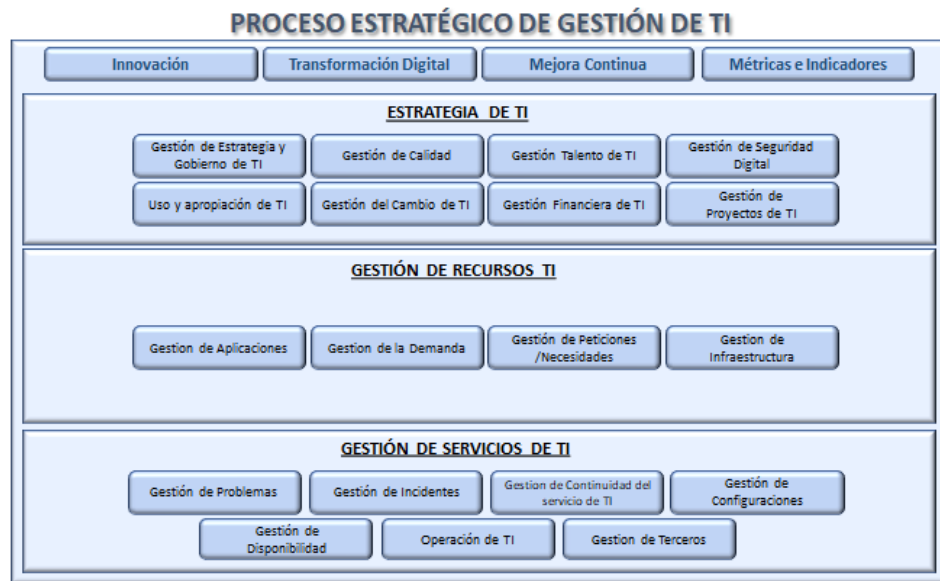 PROCESO ESTRATÉGICO DE GESTIÓN DE TI
Innovación
Transformación Digital
Mejora Continua
Métricas e Indicadores
ESTRATEGIA DE TI
Gestión de Estrategia y
Gobierno de TI
Gestión de Calidad
Gestión Talento de TI
Gestión de Seguridad
Digital
Uso y apropiación de TI
Gestión del Cambio de TI
Gestión Financiera de TI
Gestión de
Proyectos de TI
GESTIÓN DE RECURSOS TI
Gestion de Aplicaciones
Gestion de la Demanda
Gestión de Peticiones
/Necesidades
Gestion de
Infraestructura
GESTIÓN DE SERVICIOS DE TI
Gestión de Problemas
Gestión de Incidentes
Gestion de Continuidad del
servicio de TI
Gestión de
Configuraciones
Gestión de
Disponibilidad
Operación de TI
Gestion de Terceros